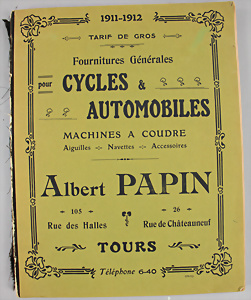 1911-1912
TARIF DE GROS
Fournitures Générales
pour CYCLES &
AUTOMOBILES
MACHINES A COUDRE
Aiguilles - Navettes - Accessoires
Albert PAPIN
105 26
Rue des Halles Rue de Châteauneuf
TOURS
Téléphone 6-40